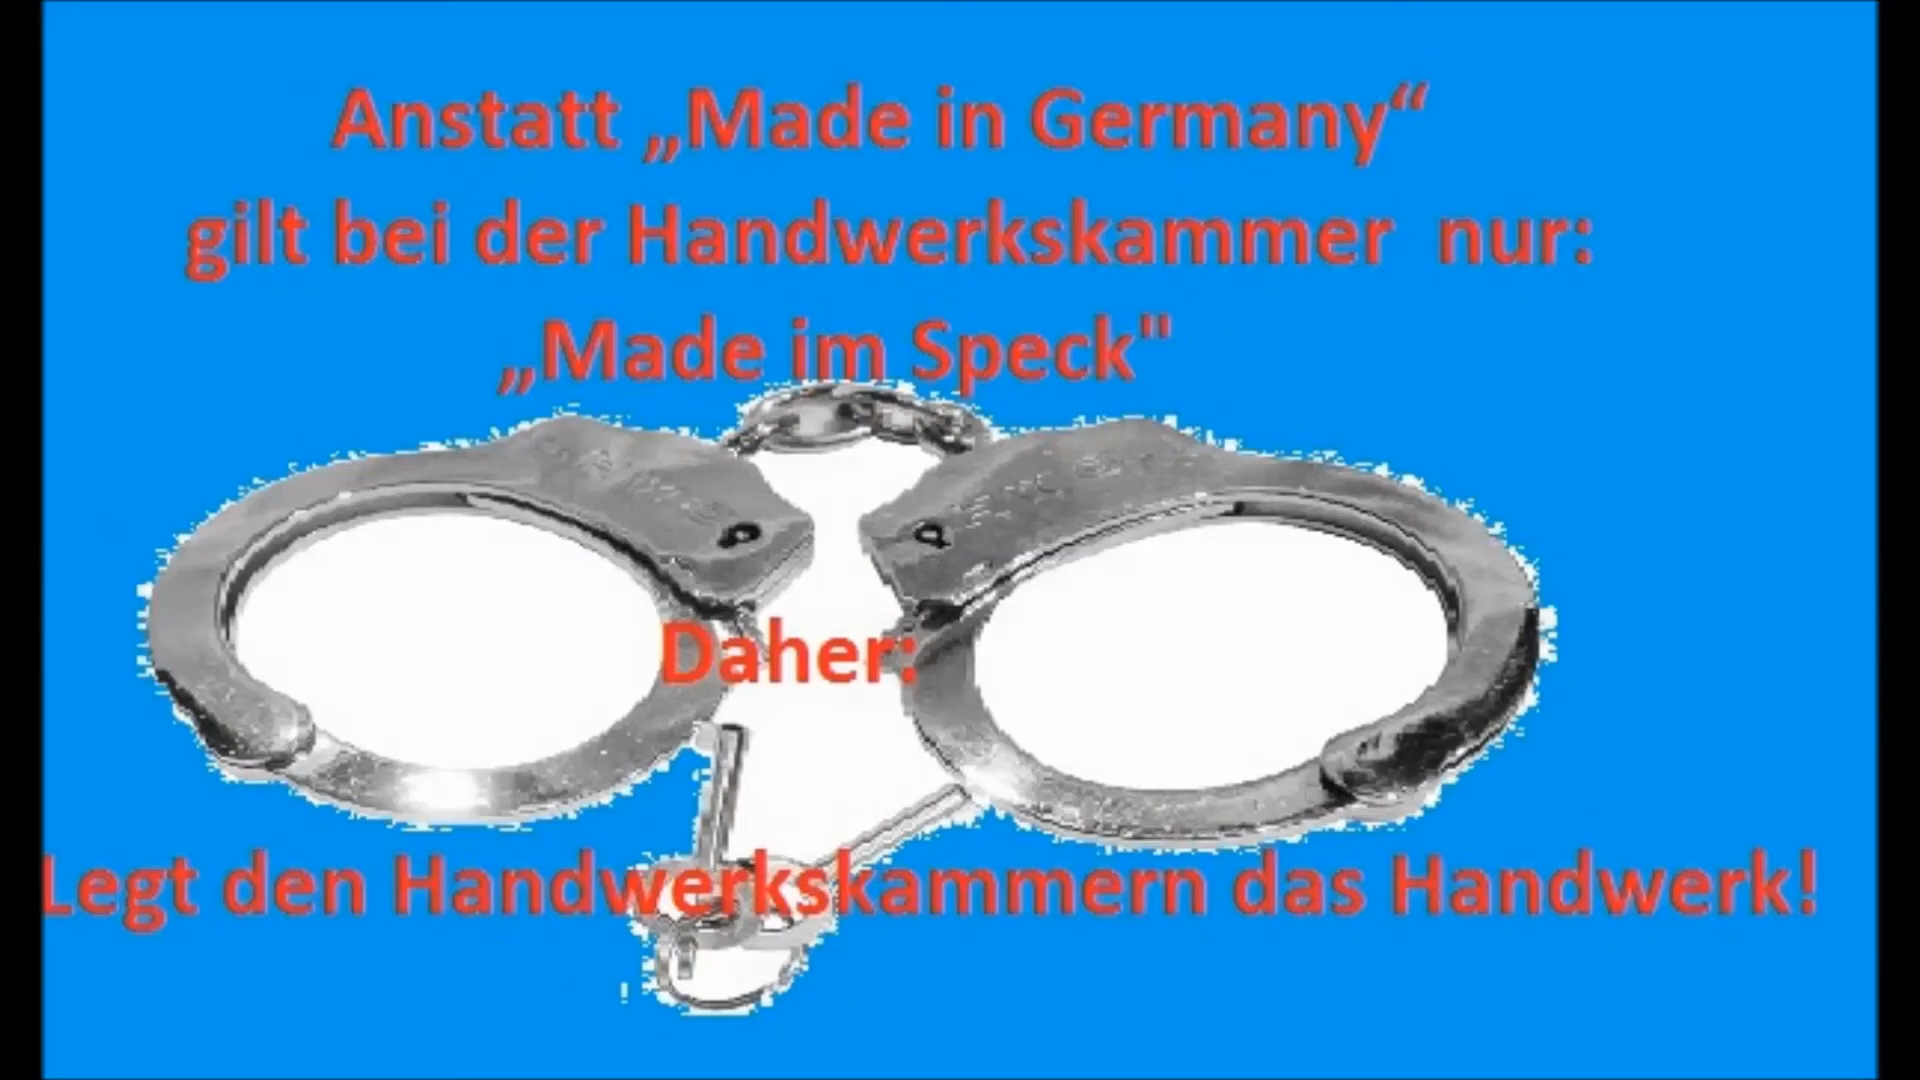 Anstatt „Made in Germany“
gilt bei der Handwerkskammer nur:
„Made im Speck"
Daher:
Legt den Handwerkskammern das Handwerk!